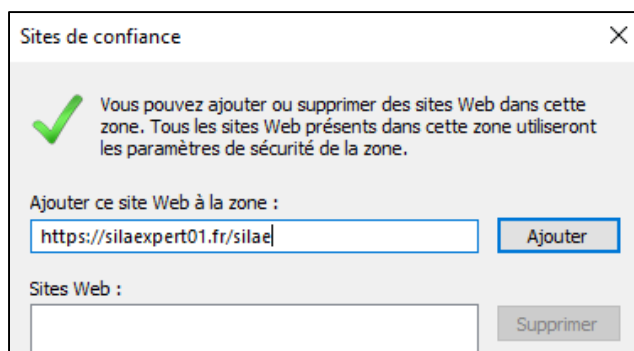 Sites de confiance
Vous pouvez ajouter ou supprimer des sites Web dans cette
zone. Tous les sites Web présents dans cette zone utiliseront
les paramètres de sécurité de la zone.
Ajouter ce site Web à la zone :
https://silaexpert01.fr/silae
Ajouter
Sites Web :
Supprimer